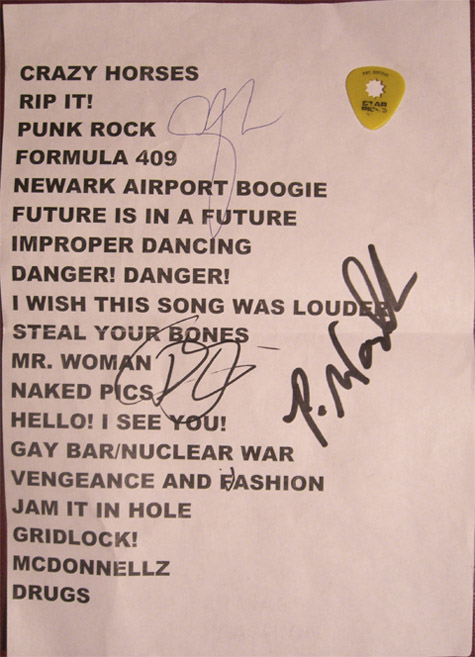 CRAZY HORSES
RIP IT!
PUNK ROCK
FORMULA 409
NEWARK AIRPORT BOOGIE
FUTURE IS IN A FUTURE
IMPROPER DANCING
DANGER! DANGER!
I WISH THIS SONG WAS LOUDER
STEAL YOUR BONES
MR. WOMAN
NAKED PICS
HELLO! I SEE YOU!
GAY BAR/NUCLEAR WAR
VENGEANCE AND FASHION
JAM IT IN HOLE
GRIDLOCK!
MCDONNELLZ
DRUGS
STAR